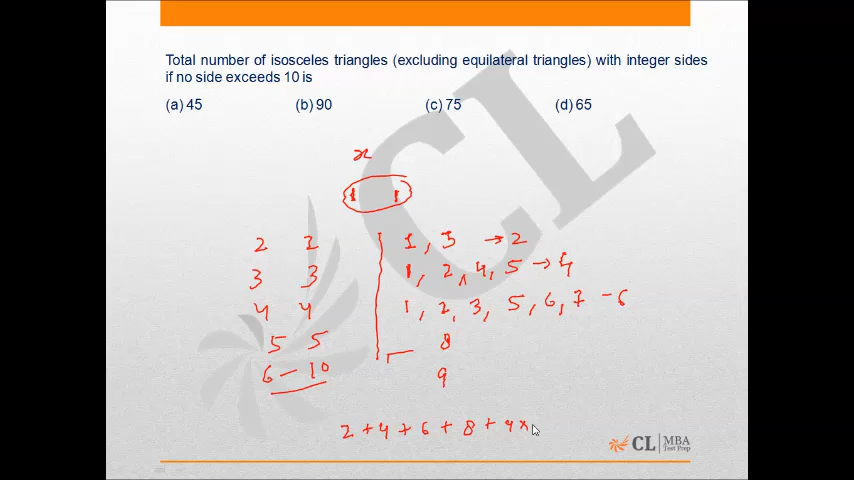 Total number of isosceles triangles (excluding equilateral triangles) with integer sides
if no side exceeds 10 is
(a) 45 (b) 90 (c) 75 (d) 65
x
1 1
2 2 1, 3 → 2
3 3 1, 2, 4, 5 → 4
4 4 1, 2, 3, 5, 6, 7 - 6
5 5 8
6 - 10 9
2 + 4 + 6 + 8 + 9 x
CL MBA
Test Prep
CL